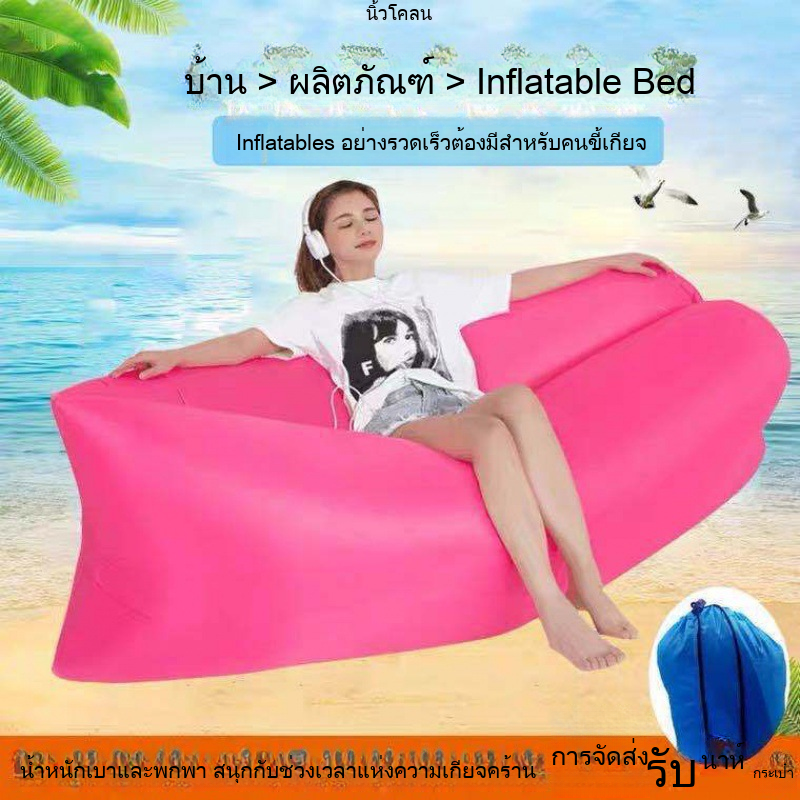 นิ้วโคลน
บ้าน > ผลิตภัณฑ์ > Inflatable Bed
Inflatables อย่างรวดเร็วต้องมีสำหรับคนขี้เกียจ
F
น้ำหนักเบาและพกพา สนุกกับช่วงเวลาแห่งความเกียจคร้าน
การจัดส่ง
รับ
กระเป๋า